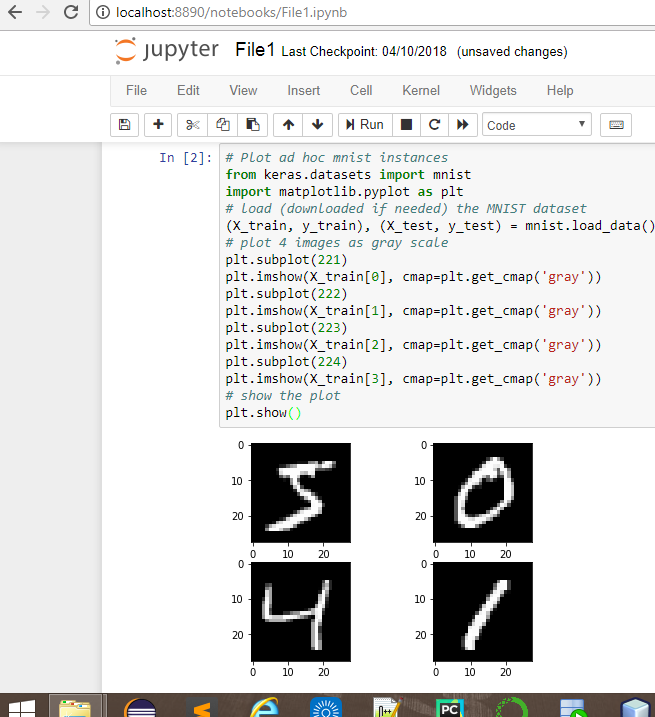 localhost:8890/notebooks/File1.ipynb
jupyter File1 Last Checkpoint: 04/10/2018 (unsaved changes)
File Edit View Insert Cell Kernel Widgets Help
Run Code
In [2]: # Plot ad hoc mnist instances
from keras.datasets import mnist
import matplotlib.pyplot as plt
# load (downloaded if needed) the MNIST dataset
(X_train, y_train), (X_test, y_test) = mnist.load_data()
# plot 4 images as gray scale
plt.subplot(221)
plt.imshow(X_train[0], cmap=plt.get_cmap('gray'))
plt.subplot(222)
plt.imshow(X_train[1], cmap=plt.get_cmap('gray'))
plt.subplot(223)
plt.imshow(X_train[2], cmap=plt.get_cmap('gray'))
plt.subplot(224)
plt.imshow(X_train[3], cmap=plt.get_cmap('gray'))
# show the plot
plt.show()
0 0
5 0
10 10
20 20
0 10 20 0 10 20
0 0
4 1
10 10
20 20
0 10 20 0 10 20
PC